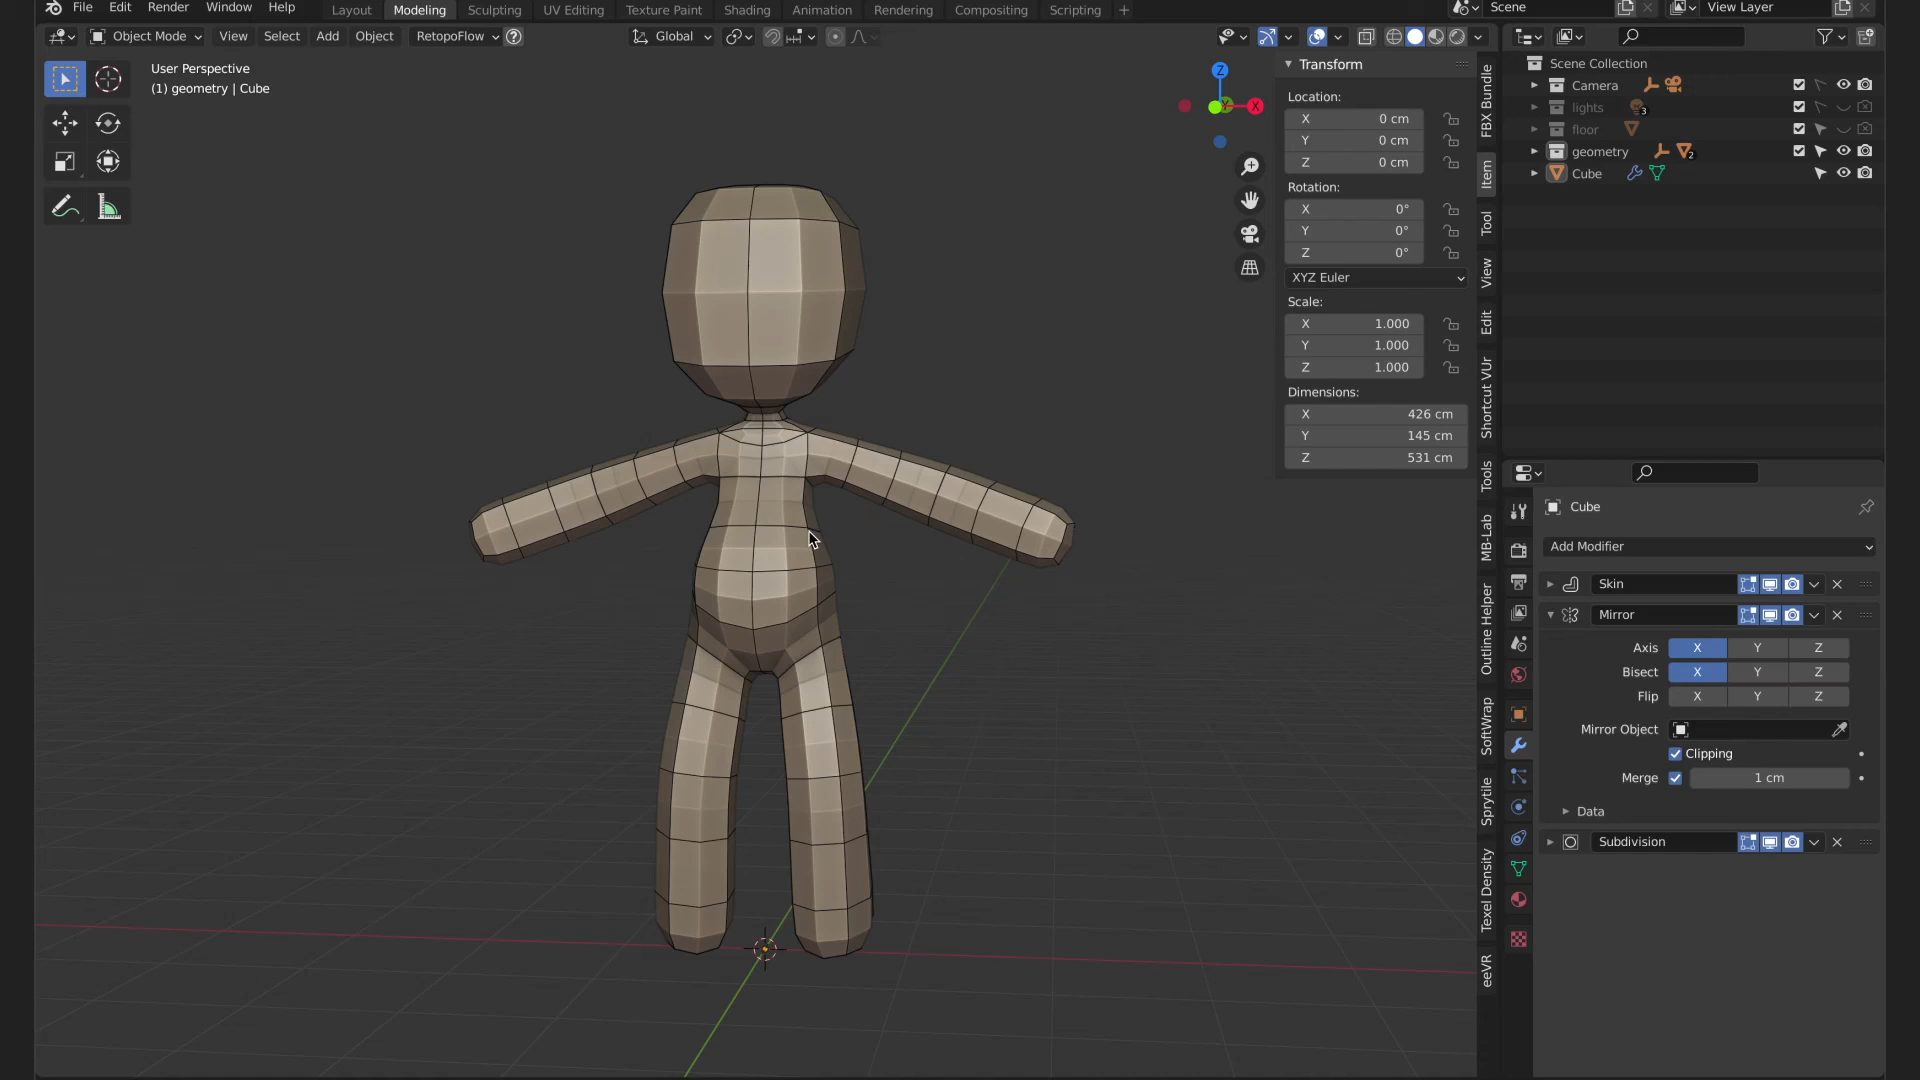 File Edit Render Window Help Layout Modeling Sculpting UV Editing Texture Paint Shading Animation Rendering Compositing Scripting + Scene View Layer
Object Mode View Select Add Object RetopoFlow ? Global
User Perspective
(1) geometry | Cube
Z
X
Y
Transform
Location:
X 0 cm
Y 0 cm
Z 0 cm
Rotation:
X 0°
Y 0°
Z 0°
XYZ Euler
Scale:
X 1.000
Y 1.000
Z 1.000
Dimensions:
X 426 cm
Y 145 cm
Z 531 cm
FBX Bundle
Item
Tool
View
Edit
Shortcut VUr
Tools
MB-Lab
Outline Helper
SoftWrap
Sprytile
Texel Density
eeVR
Scene Collection
Camera
lights 3
floor
geometry 2
Cube
Cube
Add Modifier
Skin
Mirror
Axis X Y Z
Bisect X Y Z
Flip X Y Z
Mirror Object
Clipping
Merge 1 cm
Data
Subdivision